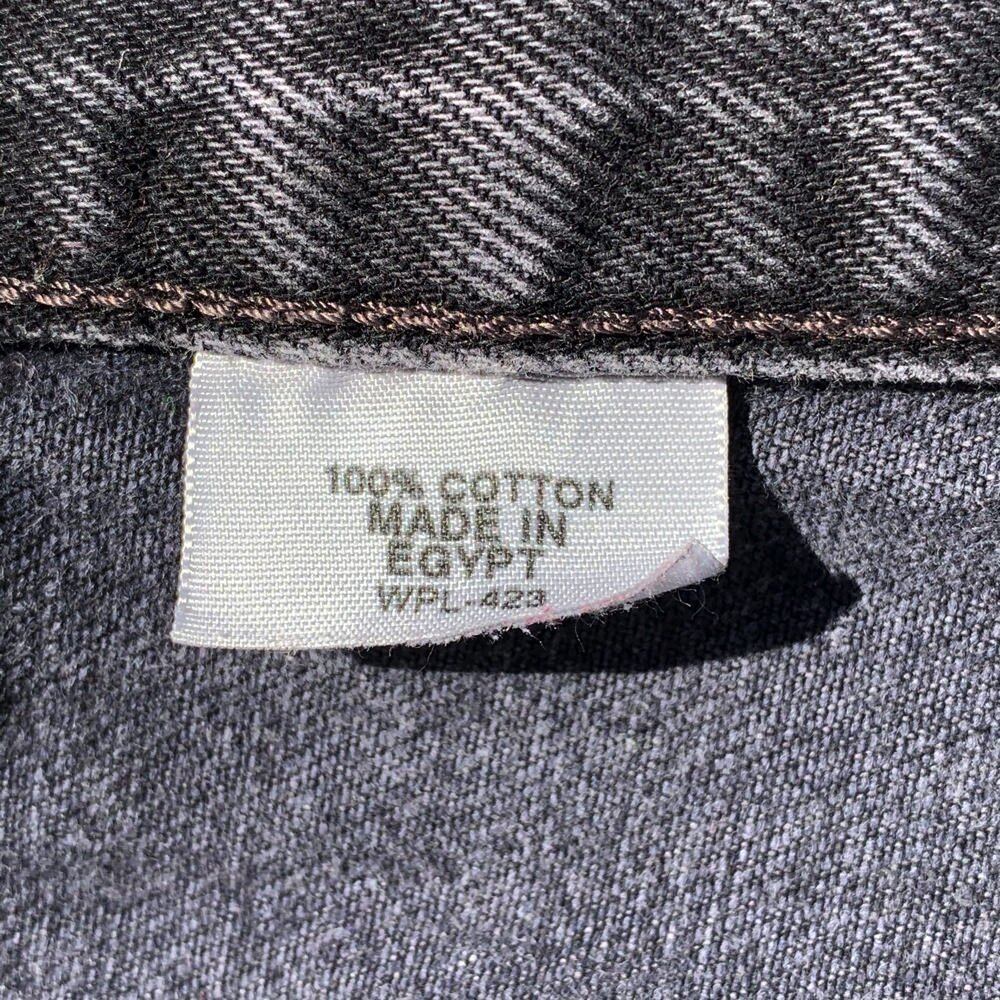 100% COTTON
MADE IN
EGYPT
WPL-423